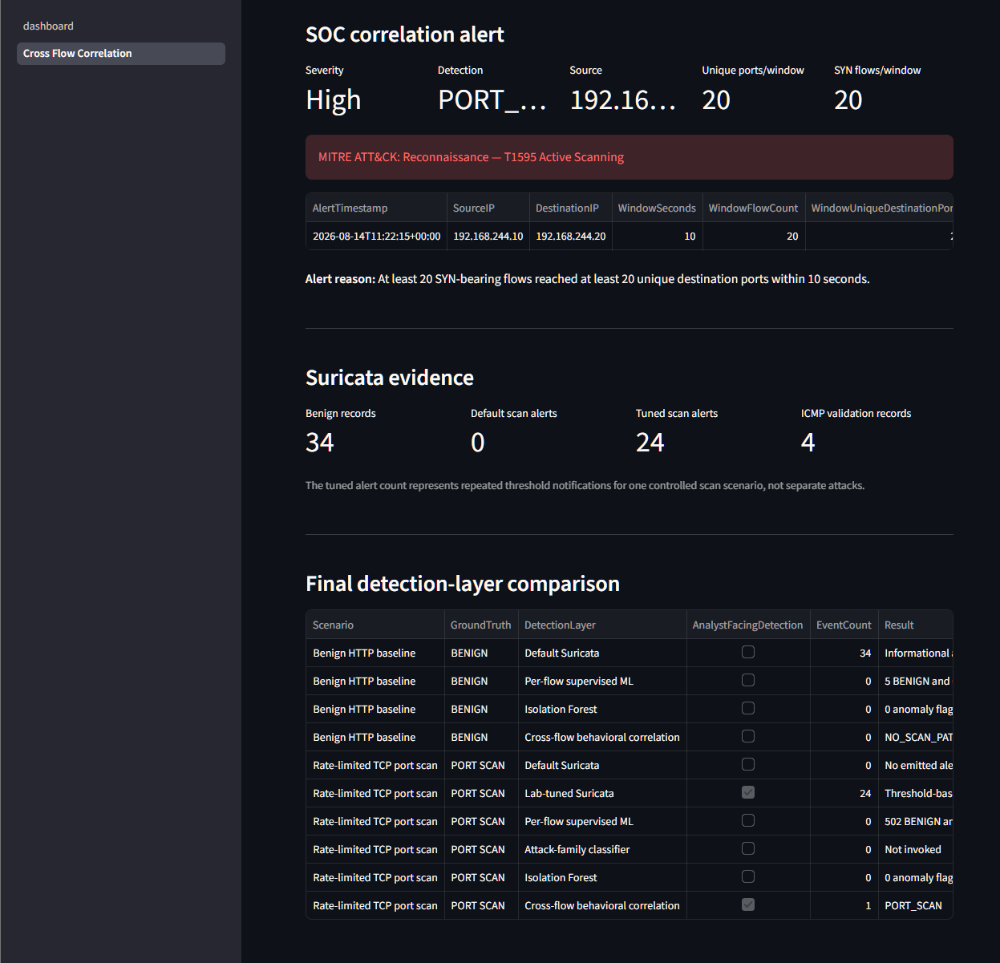 dashboard
Cross Flow Correlation
SOC correlation alert
Severity Detection Source Unique ports/window SYN flows/window
High PORT_... 192.16... 20 20
MITRE ATT&CK: Reconnaissance — T1595 Active Scanning
AlertTimestamp SourceIP DestinationIP WindowSeconds WindowFlowCount WindowUniqueDestinationPor
2026-08-14T11:22:15+00:00 192.168.244.10 192.168.244.20 10 20
Alert reason: At least 20 SYN-bearing flows reached at least 20 unique destination ports within 10 seconds.
Suricata evidence
Benign records Default scan alerts Tuned scan alerts ICMP validation records
34 0 24 4
The tuned alert count represents repeated threshold notifications for one controlled scan scenario, not separate attacks.
Final detection-layer comparison
Scenario GroundTruth DetectionLayer AnalystFacingDetection EventCount Result
Benign HTTP baseline BENIGN Default Suricata 34 Informational
Benign HTTP baseline BENIGN Per-flow supervised ML 0 5 BENIGN and
Benign HTTP baseline BENIGN Isolation Forest 0 0 anomaly flag
Benign HTTP baseline BENIGN Cross-flow behavioral correlation 0 NO_SCAN_PAT
Rate-limited TCP port scan PORT SCAN Default Suricata 0 No emitted ale
Rate-limited TCP port scan PORT SCAN Lab-tuned Suricata 24 Threshold-bas
Rate-limited TCP port scan PORT SCAN Per-flow supervised ML 0 502 BENIGN ar
Rate-limited TCP port scan PORT SCAN Attack-family classifier 0 Not invoked
Rate-limited TCP port scan PORT SCAN Isolation Forest 0 0 anomaly flag
Rate-limited TCP port scan PORT SCAN Cross-flow behavioral correlation 1 PORT_SCAN